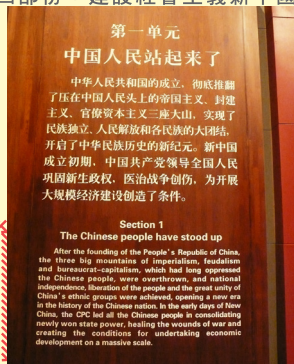 第一单元
中国人民站起来了
中华人民共和国的成立，彻底推翻
了压在中国人民头上的帝国主义、封建
主义、官僚资本主义三座大山，实现了
民族独立、人民解放和各民族的大团结，
开启了中华民族历史的新纪元。新中国
成立初期，中国共产党领导全国人民
巩固新生政权，医治战争创伤，为开展
大规模经济建设创造了条件。
Section 1
The Chinese people have stood up
After the founding of the People's Republic of China,
the three big mountains of imperialism, feudalism
and bureaucrat-capitalism, which had long oppressed
the Chinese people, were overthrown, and national
independence, liberation of the people and the great unity of
China's ethnic groups were achieved, opening a new era
in the history of the Chinese nation. In the early days of New
China, the CPC led all the Chinese people in consolidating
newly won state power, healing the wounds of war and
creating the conditions for undertaking economic
development on a massive scale.